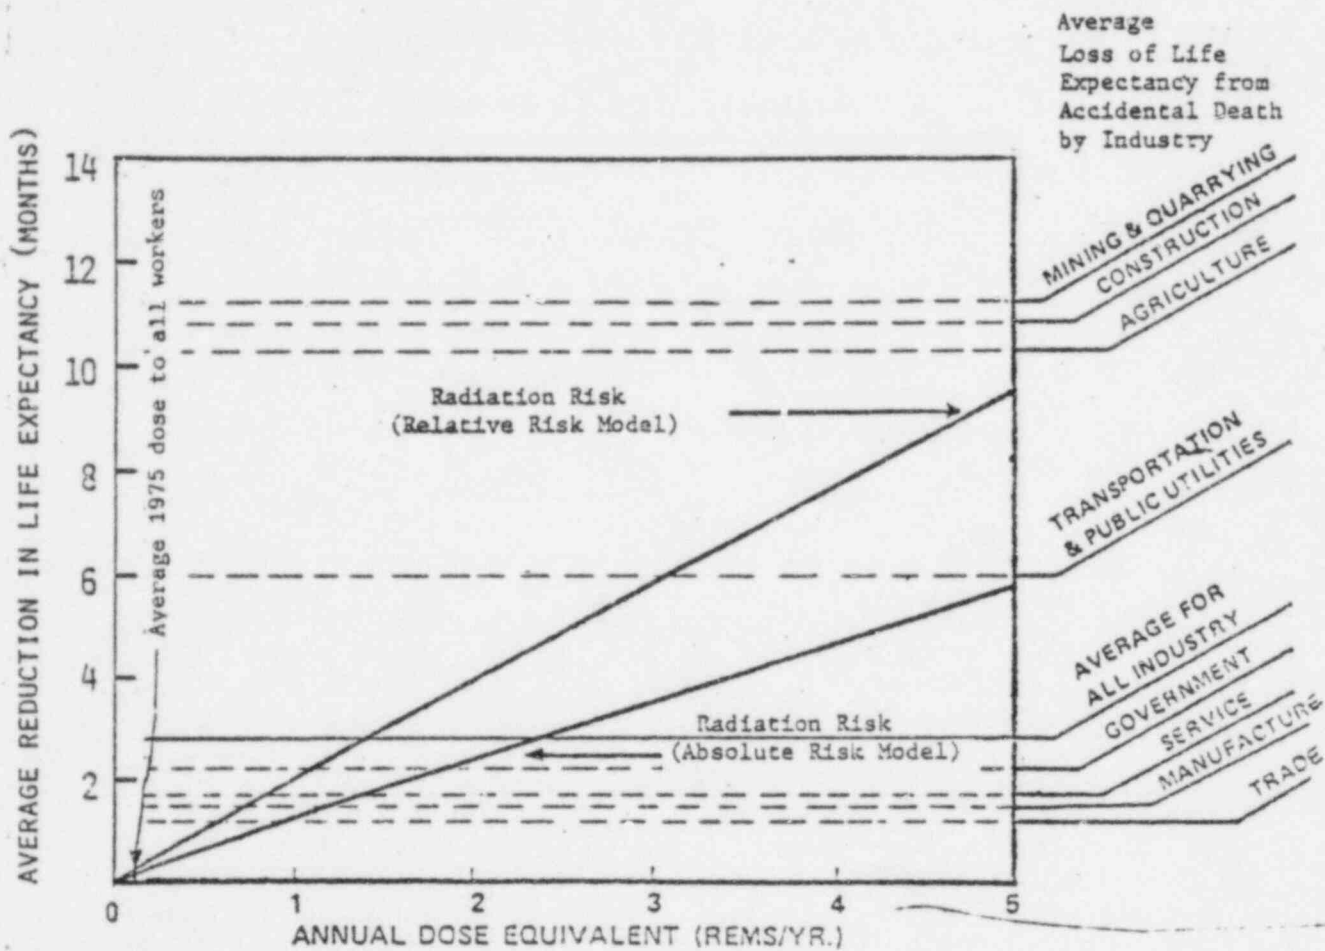 Average
Loss of Life
Expectancy from
Accidental Death
by Industry
AVERAGE REDUCTION IN LIFE EXPECTANCY (MONTHS)
14
12
10
8
6
4
2
Average 1975 dose to all workers
MINING & QUARRYING
CONSTRUCTION
AGRICULTURE
Radiation Risk
(Relative Risk Model)
TRANSPORTATION
& PUBLIC UTILITIES
AVERAGE FOR
ALL INDUSTRY
GOVERNMENT
SERVICE
MANUFACTURE
TRADE
Radiation Risk
(Absolute Risk Model)
0 1 2 3 4 5
ANNUAL DOSE EQUIVALENT (REMS/YR.)